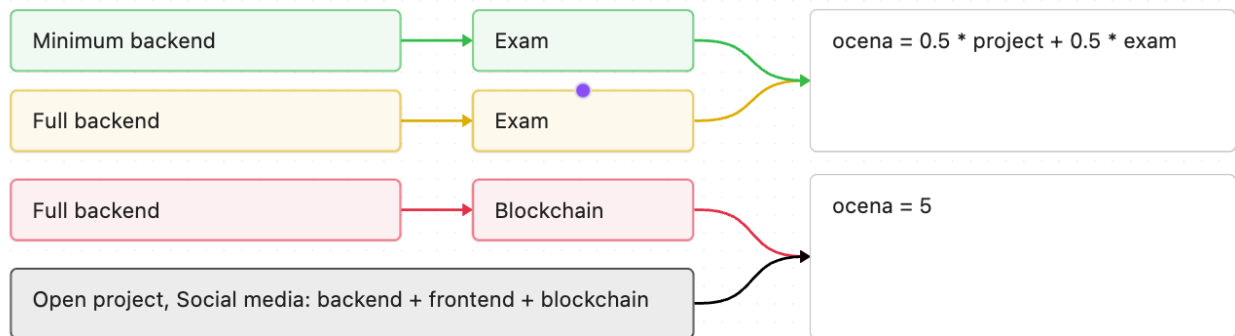 Minimum backend
Exam
ocena = 0.5 * project + 0.5 * exam
Full backend
Exam
Full backend
Blockchain
ocena = 5
Open project, Social media: backend + frontend + blockchain